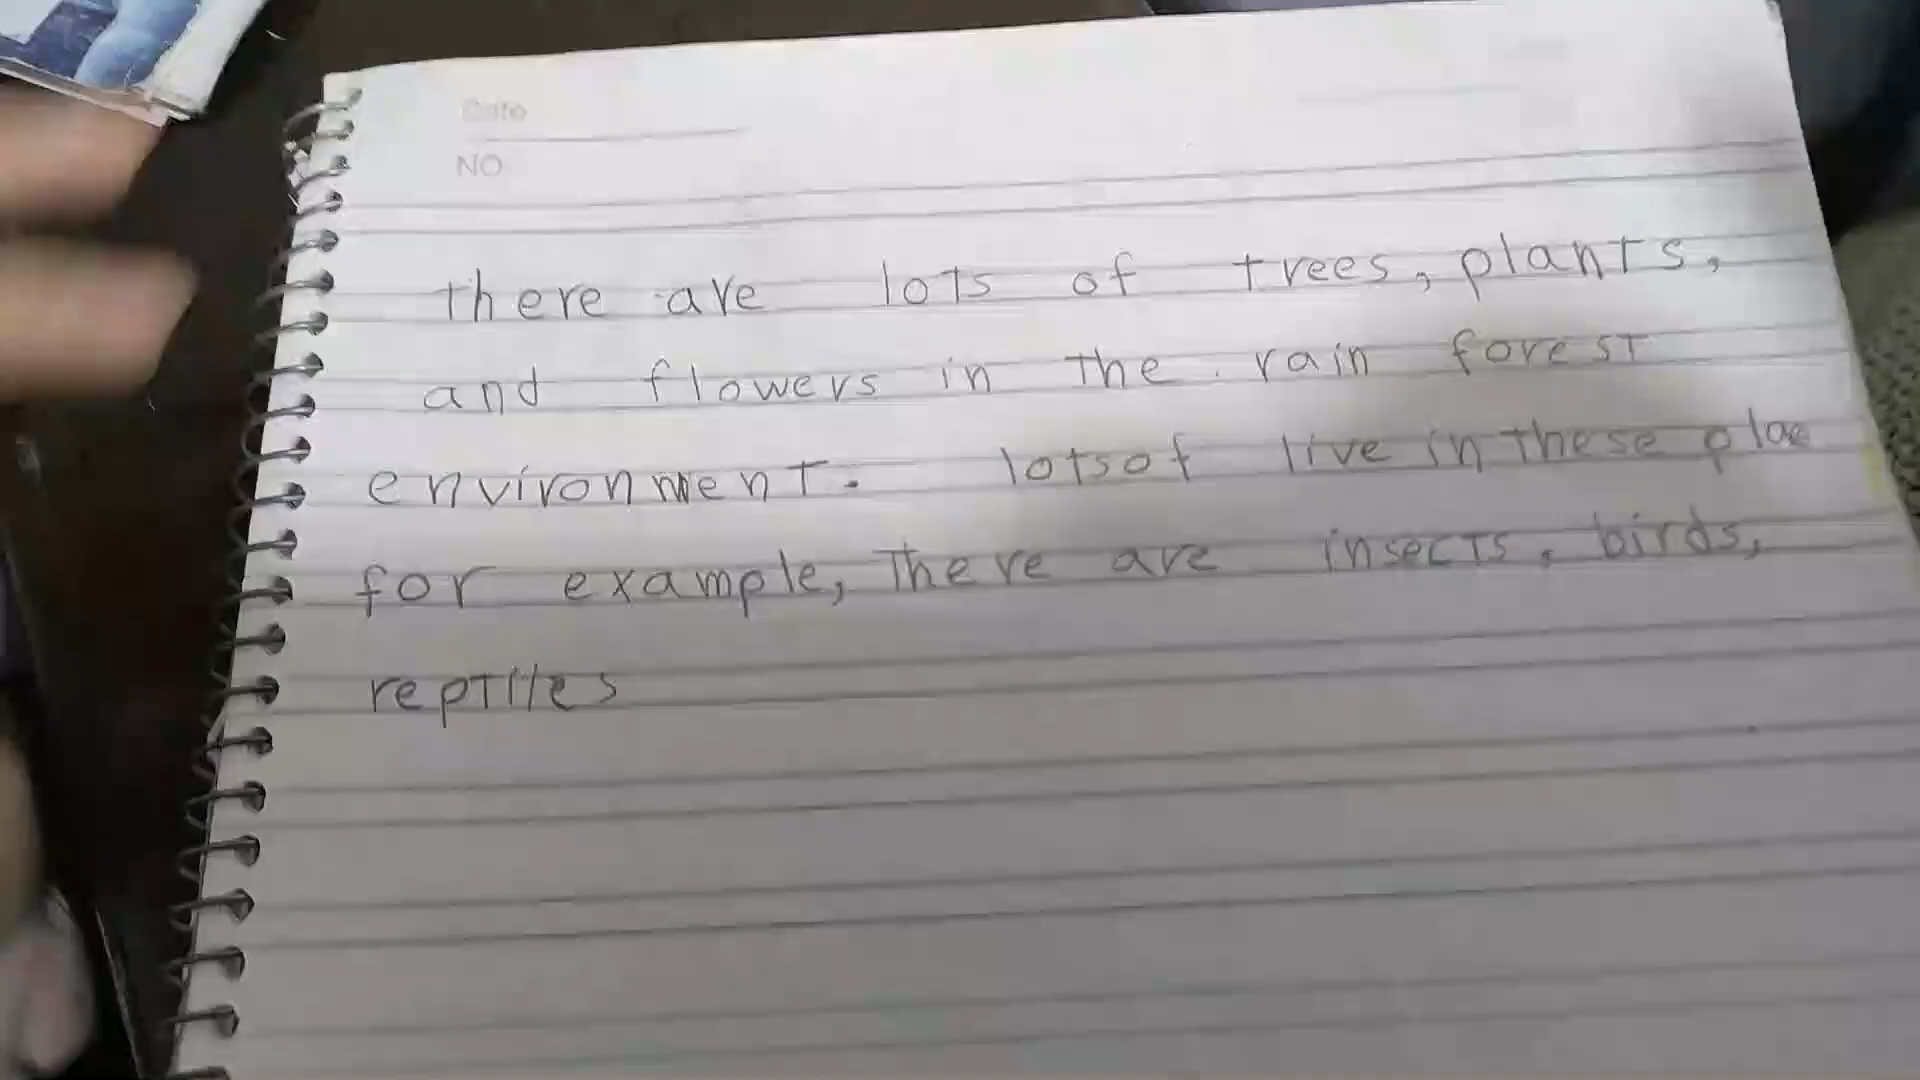 Date
NO
there are lots of trees, plants,
and flowers in the rain forest
environment. lotsof live in these plae
for example, There are insects, birds,
reptiles